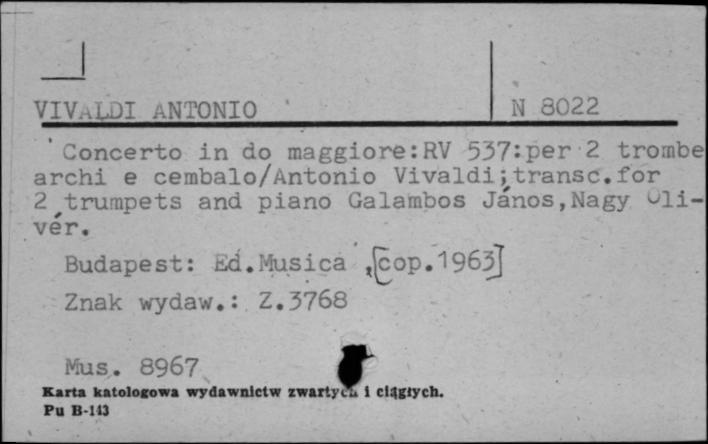 VIVALDI ANTONIO
N 8022
Concerto in do maggiore:RV 537:per 2 trombe
archi e cembalo/Antonio Vivaldi;transc.for
2 trumpets and piano Galambos János,Nagy Oli-
vér.
Budapest: Ed.Musica ,[cop.1963]
Znak wydaw.: Z.3768
Mus. 8967
Karta katologowa wydawnictw zwartych i ciągłych.
Pu B-143